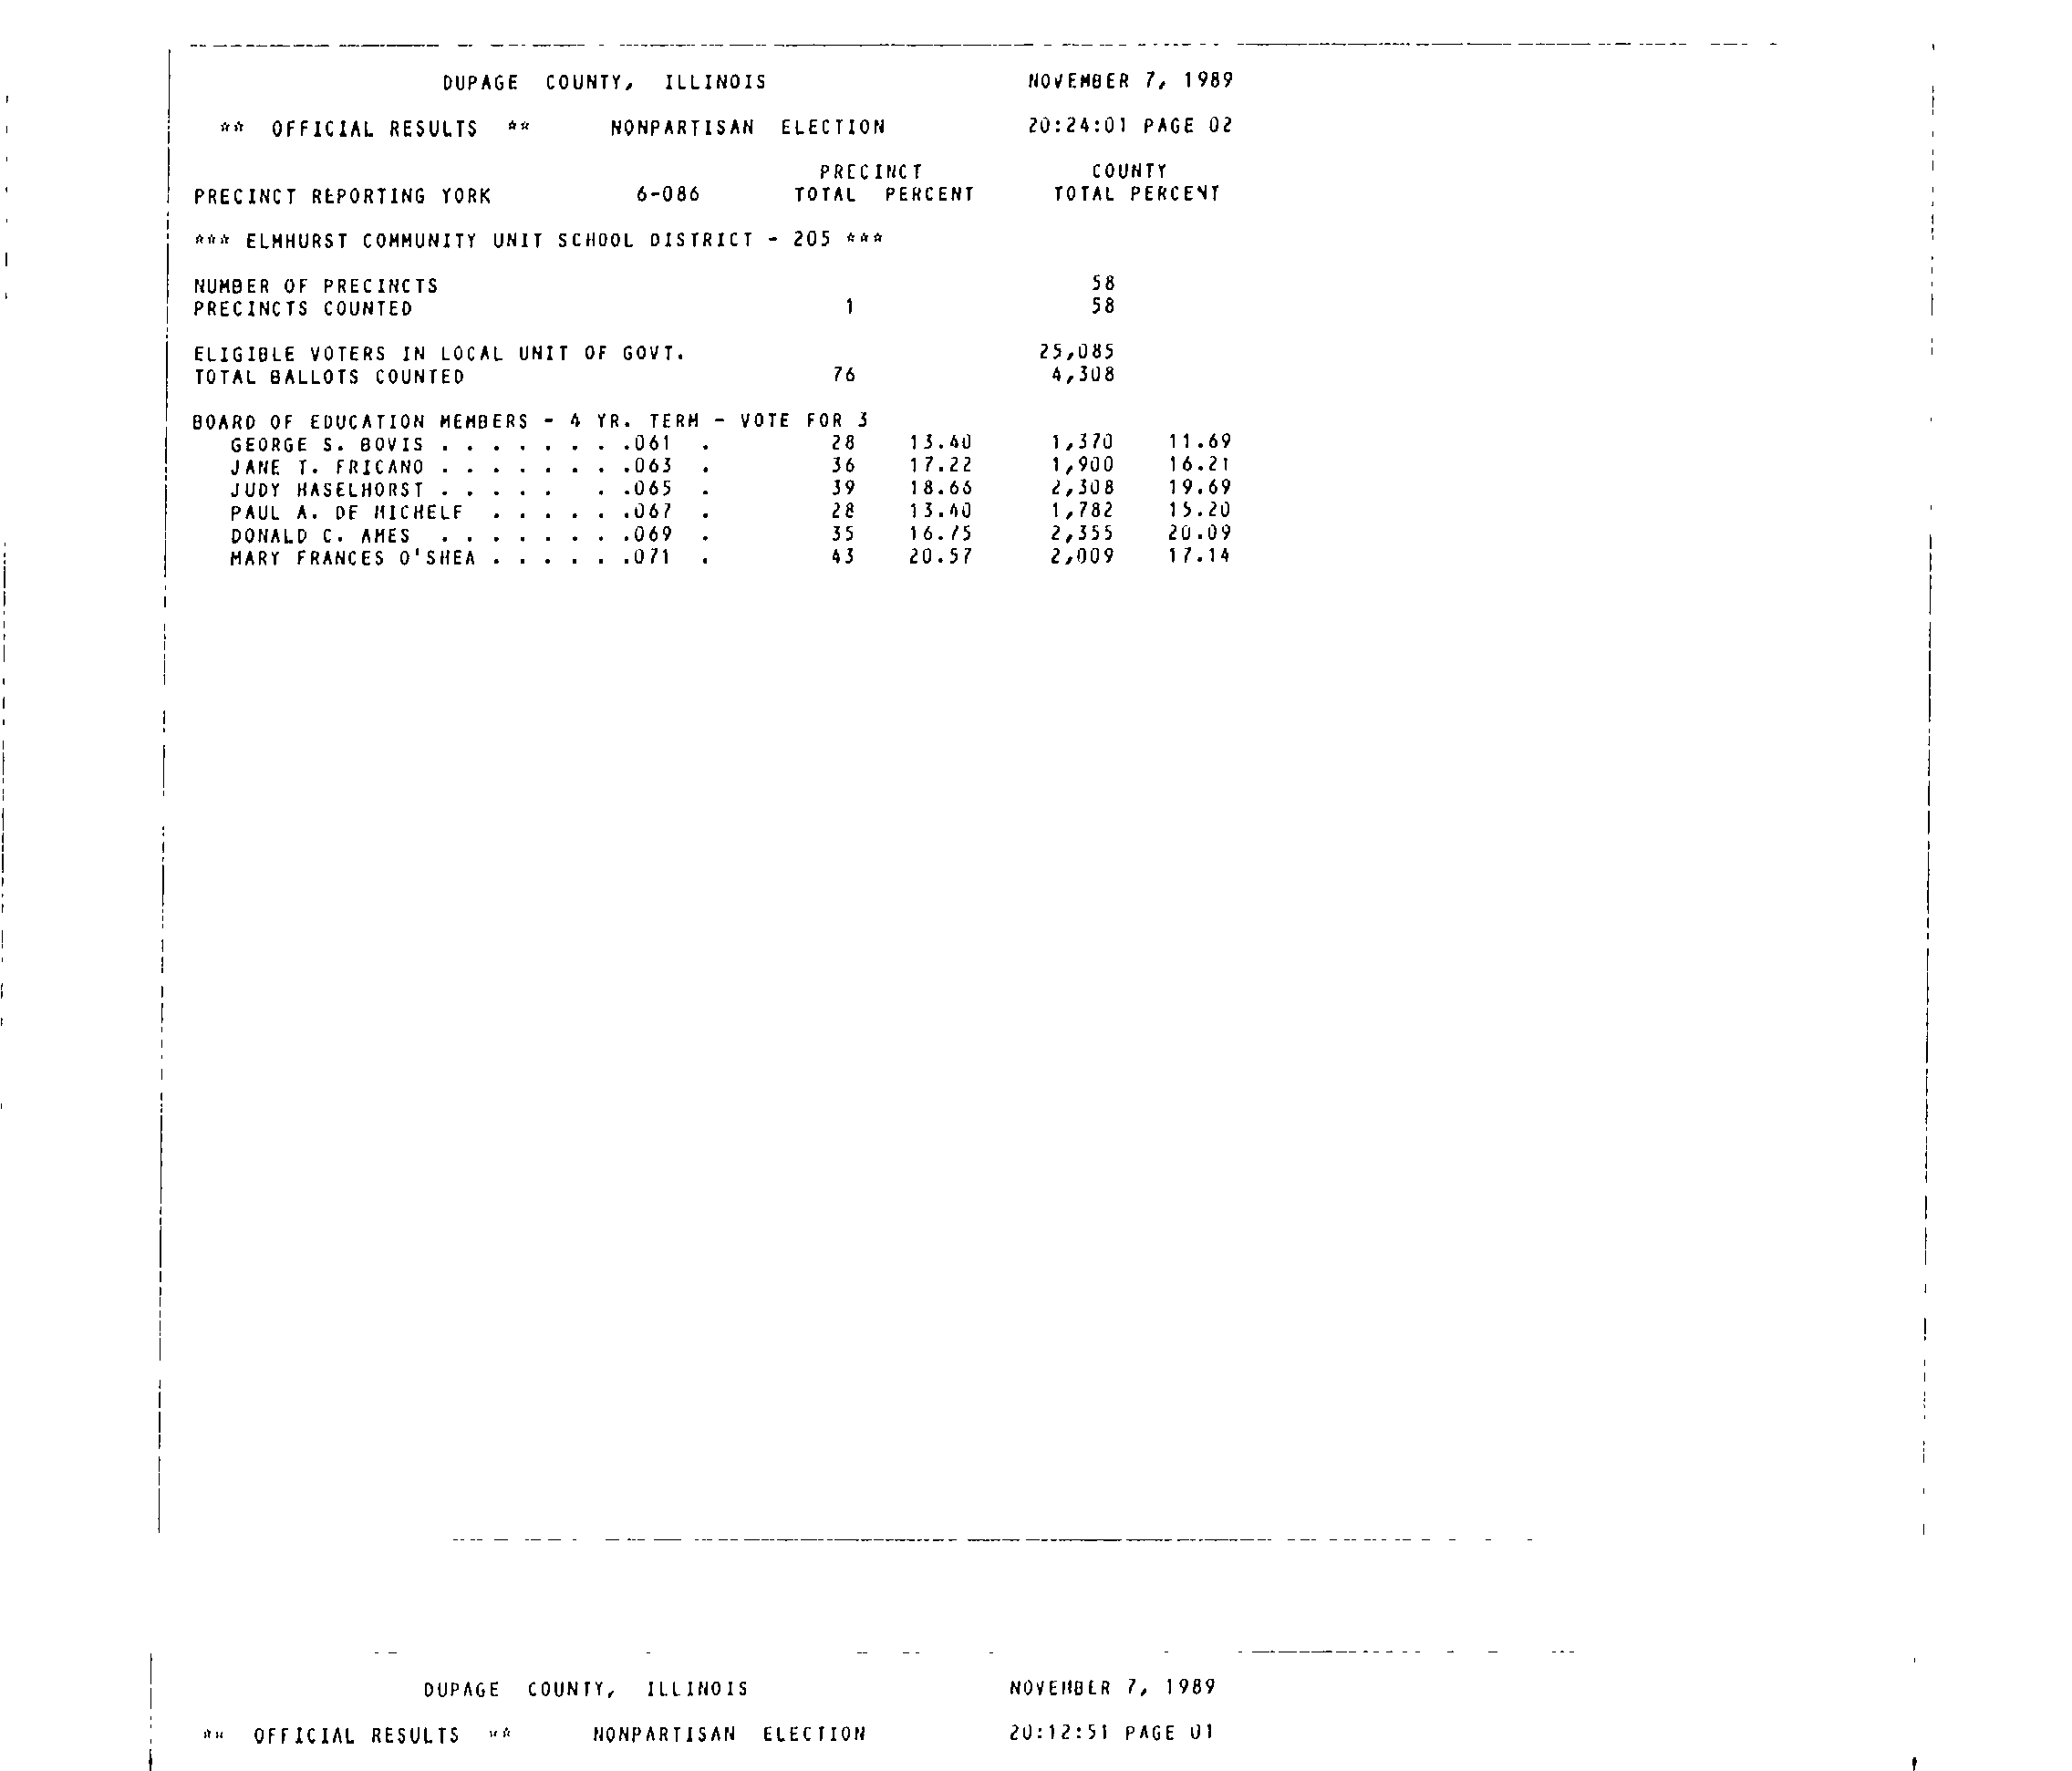 DUPAGE COUNTY, ILLINOIS NOVEMBER 7, 1989
** OFFICIAL RESULTS ** NONPARTISAN ELECTION 20:24:01 PAGE 02
PRECINCT COUNTY
PRECINCT REPORTING YORK 6-086 TOTAL PERCENT TOTAL PERCENT
*** ELMHURST COMMUNITY UNIT SCHOOL DISTRICT - 205 ***
NUMBER OF PRECINCTS 58
PRECINCTS COUNTED 1 58
ELIGIBLE VOTERS IN LOCAL UNIT OF GOVT. 25,085
TOTAL BALLOTS COUNTED 76 4,308
BOARD OF EDUCATION MEMBERS - 4 YR. TERM - VOTE FOR 3
GEORGE S. BOVIS . . . . . . . .061 . 28 13.40 1,370 11.69
JANE T. FRICANO . . . . . . . .063 . 36 17.22 1,900 16.21
JUDY HASELHORST . . . . . . .065 . 39 18.66 2,308 19.69
PAUL A. DE MICHELE . . . . . .067 . 28 13.40 1,782 15.20
DONALD C. AMES . . . . . . . .069 . 35 16.75 2,355 20.09
MARY FRANCES O'SHEA . . . . . .071 . 43 20.57 2,009 17.14
DUPAGE COUNTY, ILLINOIS NOVEMBER 7, 1989
** OFFICIAL RESULTS ** NONPARTISAN ELECTION 20:12:51 PAGE 01